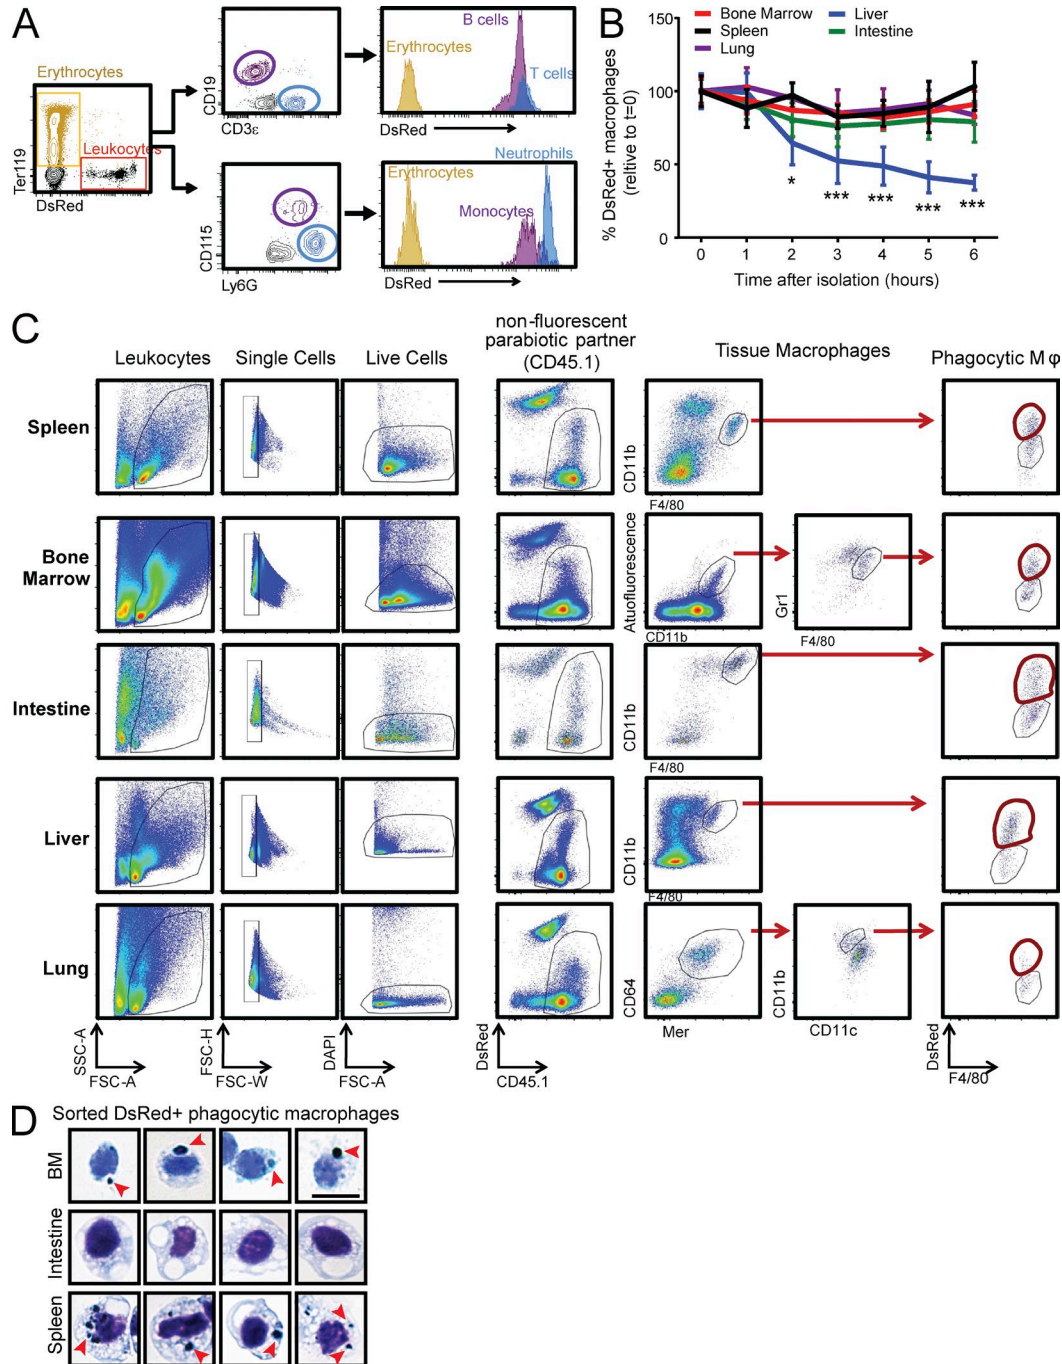 A
Erythrocytes
Leukocytes
Ter119
DsRed
CD19
CD3ε
B cells
Erythrocytes
T cells
DsRed
CD115
Ly6G
Neutrophils
Erythrocytes
Monocytes
DsRed
B
Bone Marrow
Spleen
Lung
Liver
Intestine
% DsRed+ macrophages
(reltive to t=0)
150
100
50
0
* *** *** *** ***
0 1 2 3 4 5 6
Time after isolation (hours)
C
Leukocytes
Single Cells
Live Cells
non-fluorescent
parabiotic partner
(CD45.1)
Tissue Macrophages
Phagocytic M φ
Spleen
CD11b
F4/80
Bone
Marrow
Atuofluorescence
CD11b
Gr1
F4/80
Intestine
CD11b
F4/80
Liver
CD11b
F4/80
Lung
CD64
Mer
CD11b
CD11c
SSC-A
FSC-A
FSC-H
FSC-W
DAPI
FSC-A
DsRed
CD45.1
DsRed
F4/80
D
Sorted DsRed+ phagocytic macrophages
BM
Intestine
Spleen